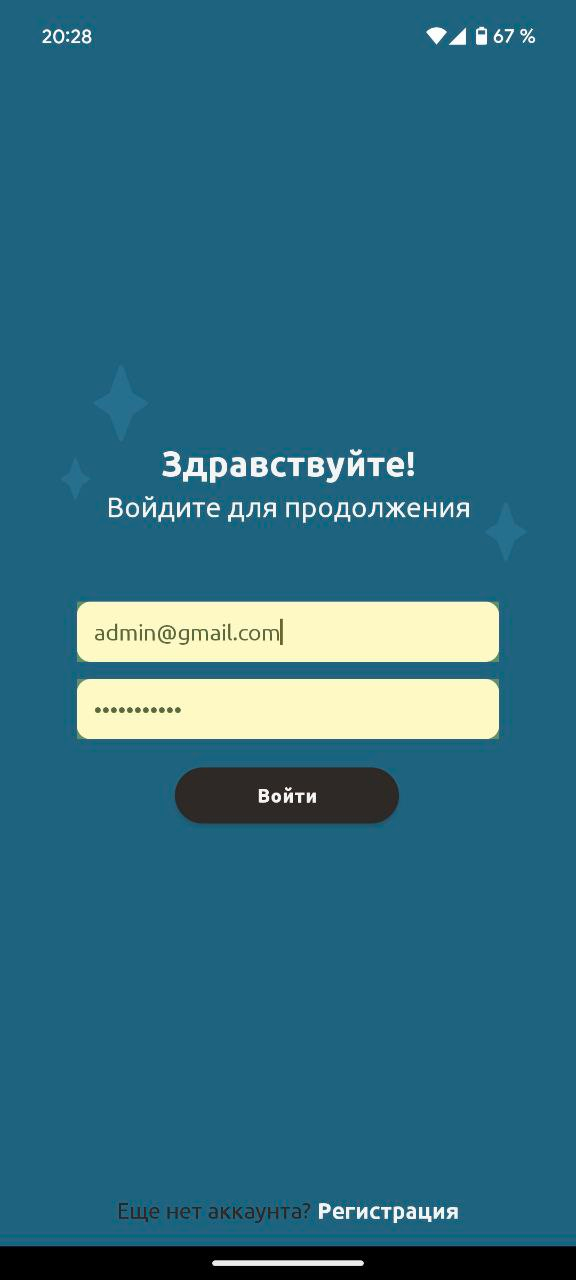 20:28 67 %
Здравствуйте!
Войдите для продолжения
admin@gmail.com
•••••••••••
Войти
Еще нет аккаунта? Регистрация